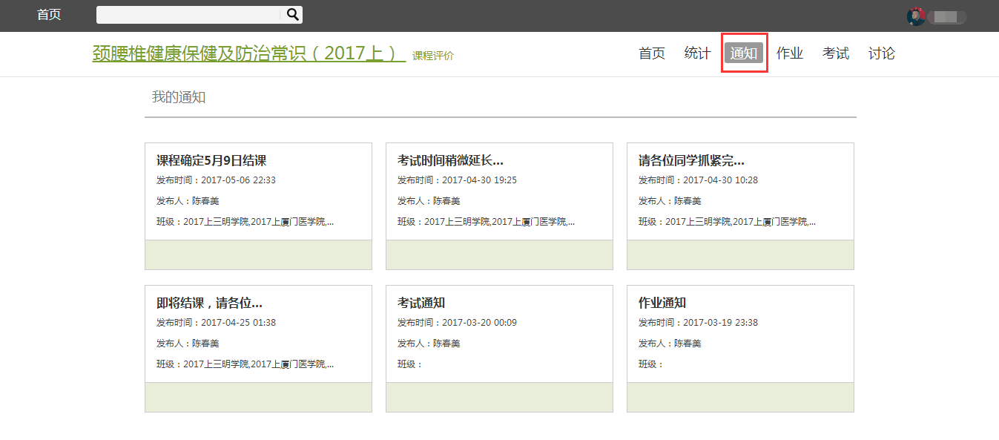 首页
颈腰椎健康保健及防治常识（2017上） 课程评价
首页 统计 通知 作业 考试 讨论
我的通知
课程确定5月9日结课
发布时间：2017-05-06 22:33
发布人：陈春美
班级：2017上三明学院,2017上厦门医学院,...
考试时间稍微延长...
发布时间：2017-04-30 19:25
发布人：陈春美
班级：2017上三明学院,2017上厦门医学院,...
请各位同学抓紧完...
发布时间：2017-04-30 10:28
发布人：陈春美
班级：2017上三明学院,2017上厦门医学院,...
即将结课，请各位...
发布时间：2017-04-25 01:38
发布人：陈春美
班级：2017上三明学院,2017上厦门医学院,...
考试通知
发布时间：2017-03-20 00:09
发布人：陈春美
班级：
作业通知
发布时间：2017-03-19 23:38
发布人：陈春美
班级：